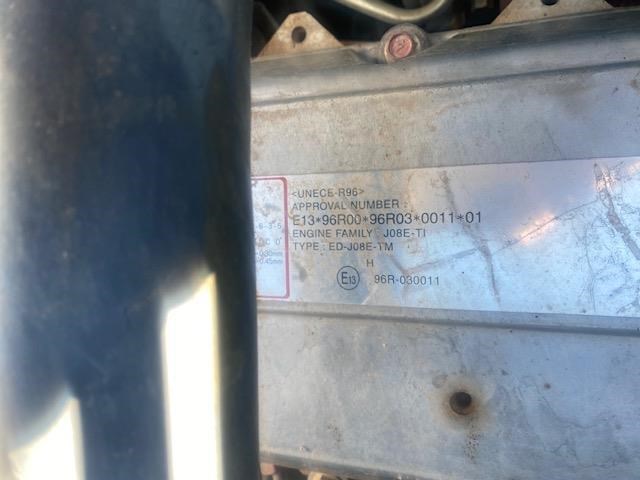 <UNECE-R96>
APPROVAL NUMBER :
E13*96R00*96R03*0011*01
ENGINE FAMILY : J08E-TI
TYPE : ED-J08E-TM
H
E13 96R-030011